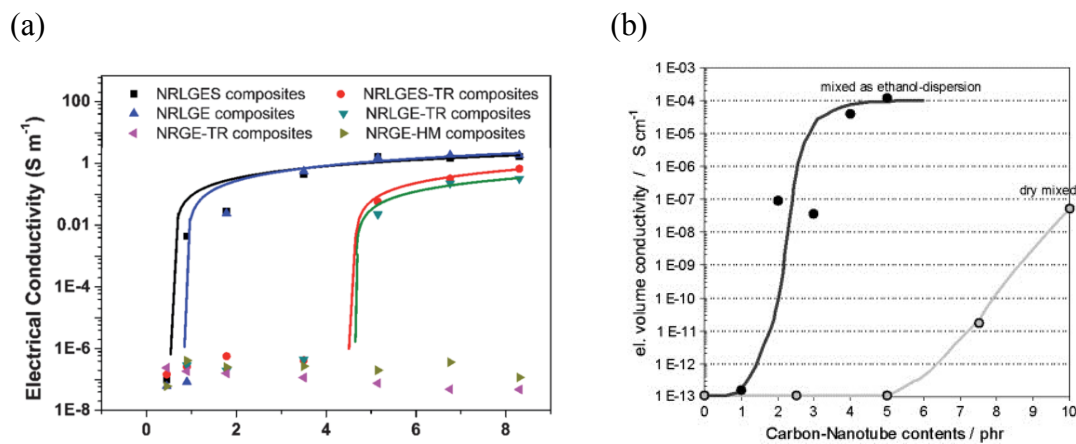 (a)
Electrical Conductivity (S m⁻¹)
100
1
0.01
1E-4
1E-6
1E-8
NRLGES composites
NRLGES-TR composites
NRLGE composites
NRLGE-TR composites
NRGE-TR composites
NRGE-HM composites
0 2 4 6 8
(b)
el. volume conductivity / S cm⁻¹
1 E-03
1 E-04
1 E-05
1 E-06
1 E-07
1 E-08
1 E-09
1 E-10
1 E-11
1 E-12
1 E-13
mixed as ethanol-dispersion
dry mixed
0 1 2 3 4 5 6 7 8 9 10
Carbon-Nanotube contents / phr